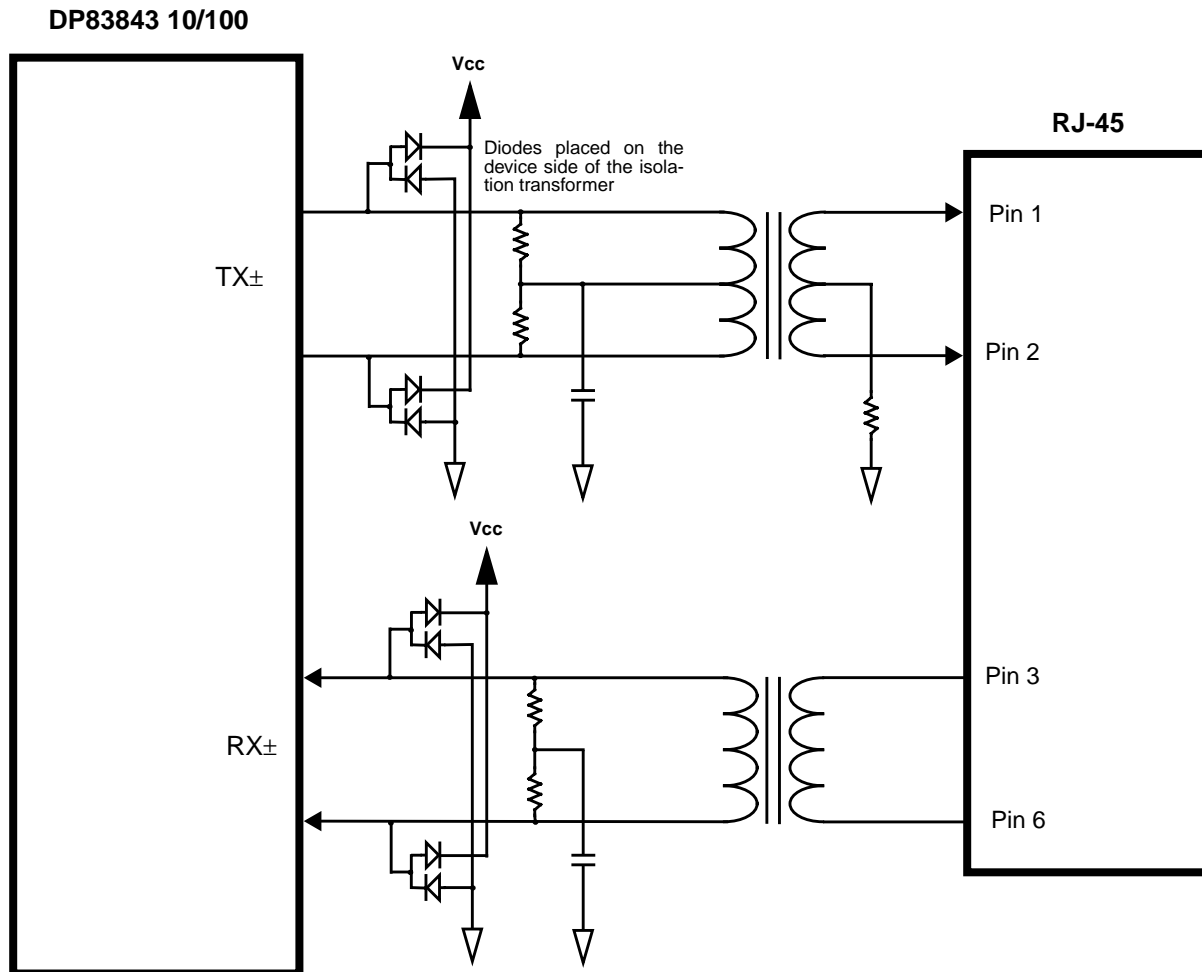 DP83843 10/100
Vcc
RJ-45
Diodes placed on the
device side of the isola-
tion transformer
Pin 1
TX±
Pin 2
Vcc
Pin 3
RX±
Pin 6